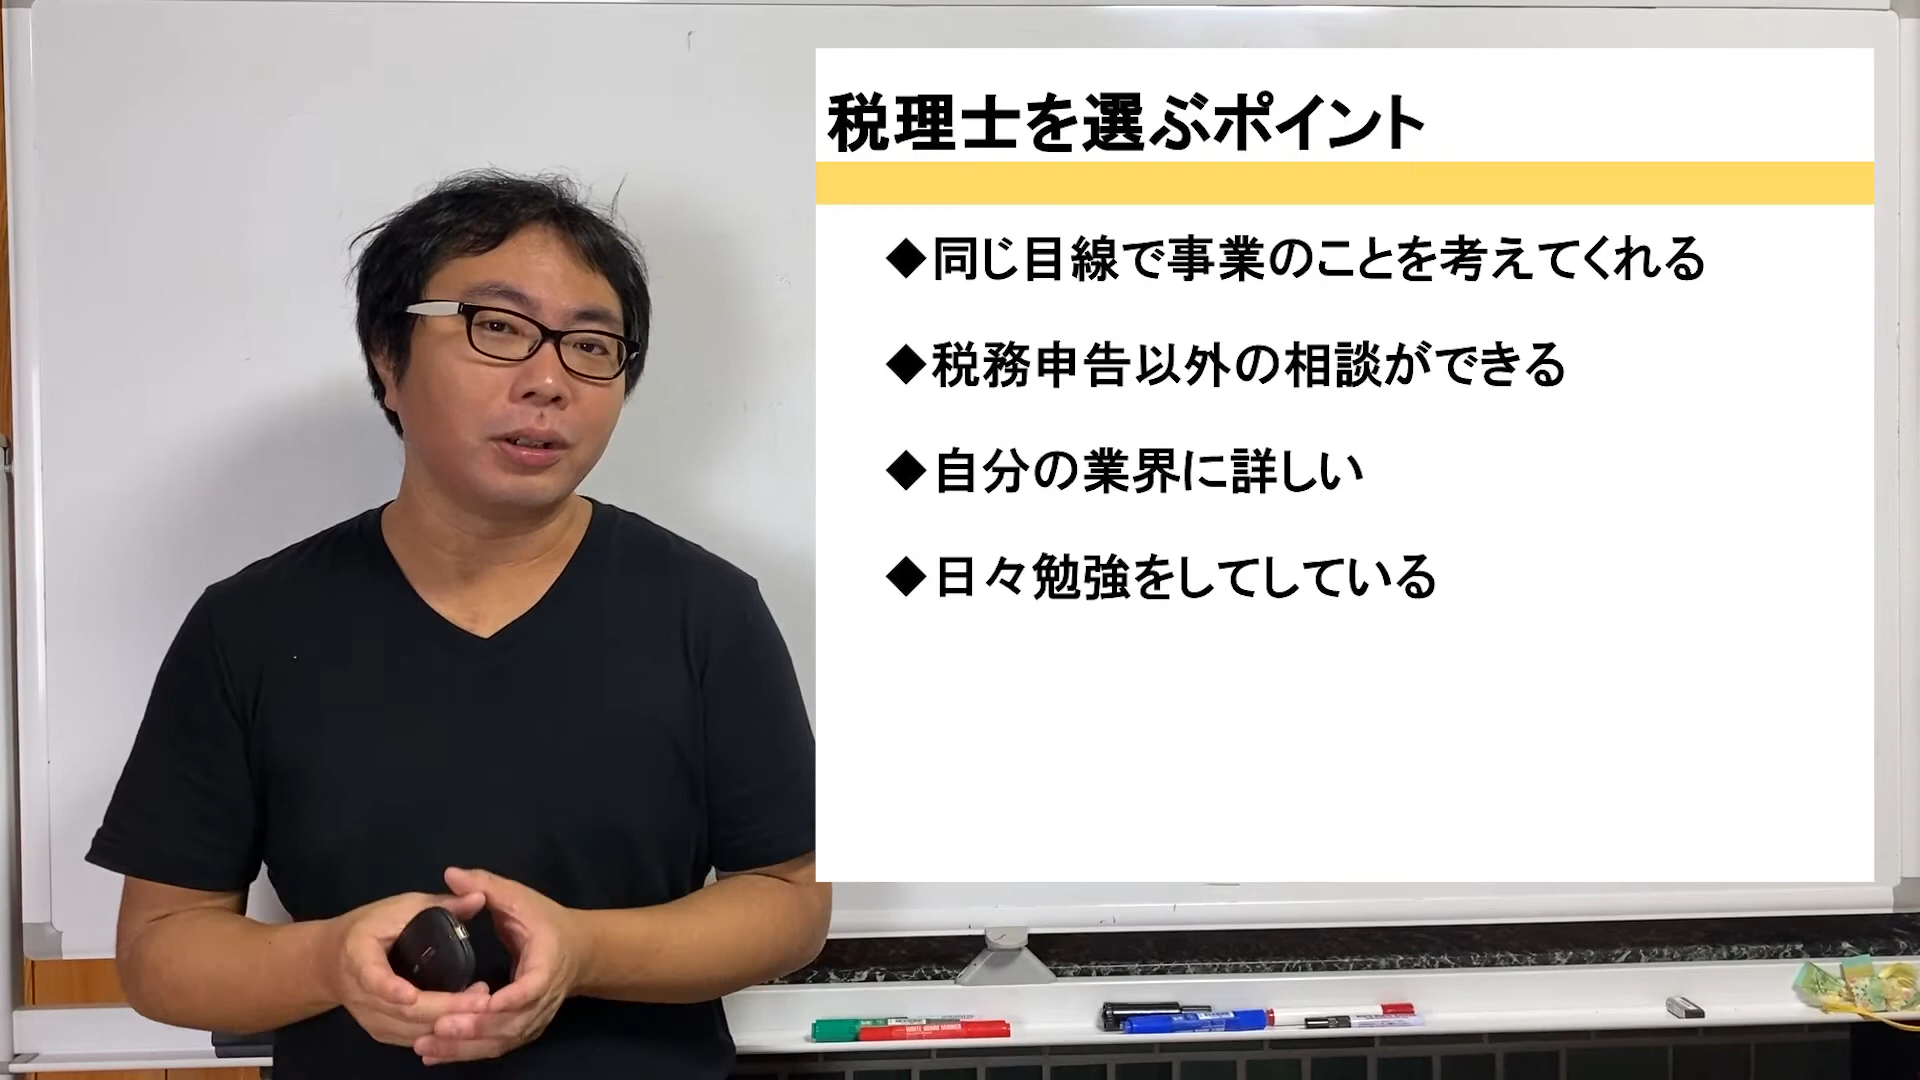 税理士を選ぶポイント
◆同じ目線で事業のことを考えてくれる
◆税務申告以外の相談ができる
◆自分の業界に詳しい
◆日々勉強をしてしている
WHITE BOARD MARKER